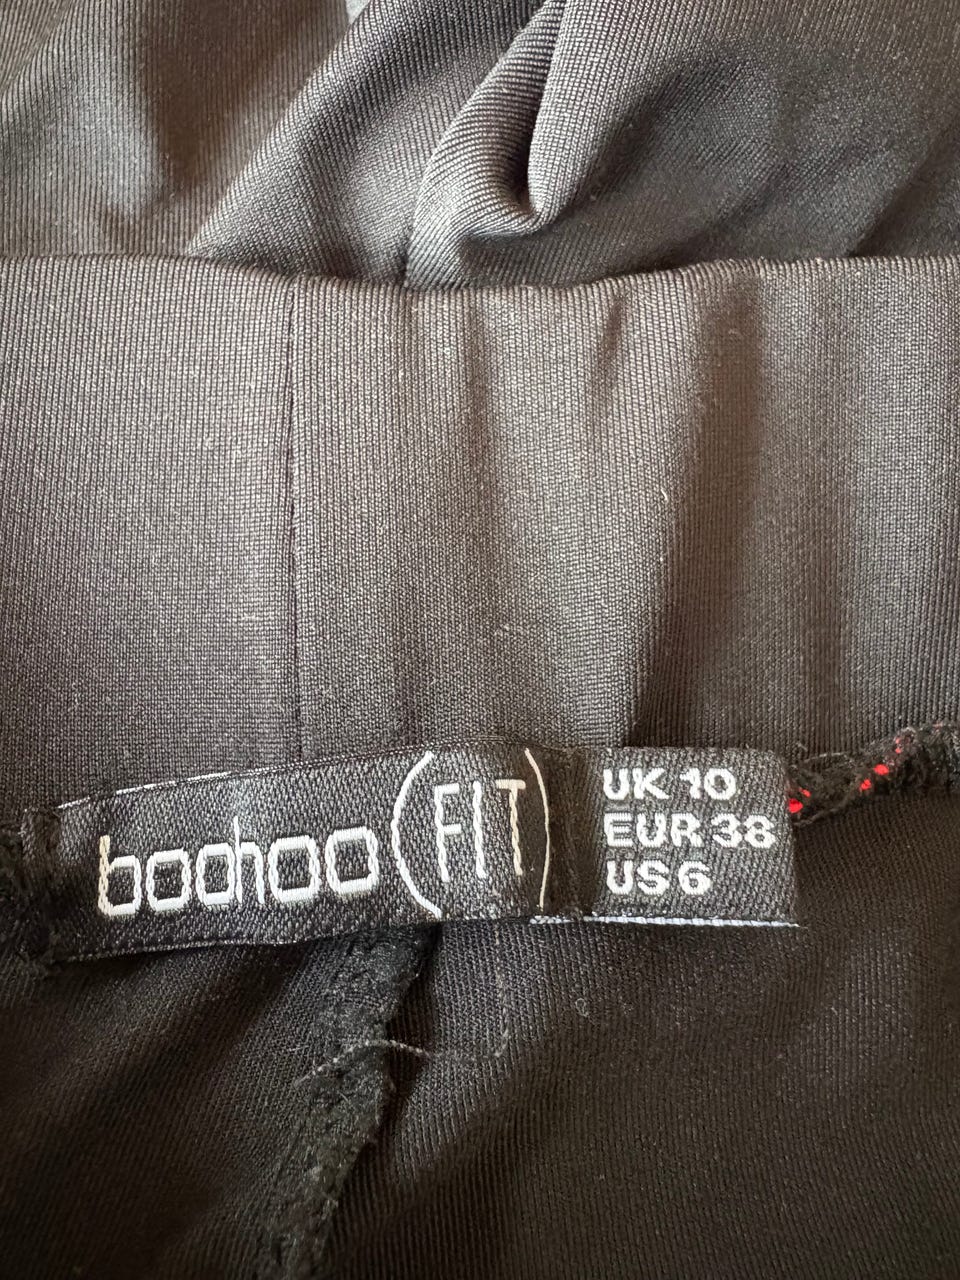 boohoo (FIT)
UK 10
EUR 38
US 6